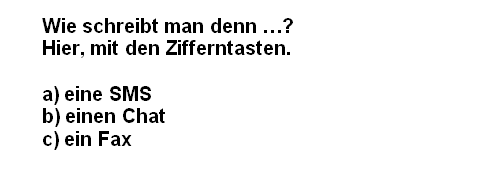 Wie schreibt man denn …?
Hier, mit den Zifferntasten.
a) eine SMS
b) einen Chat
c) ein Fax